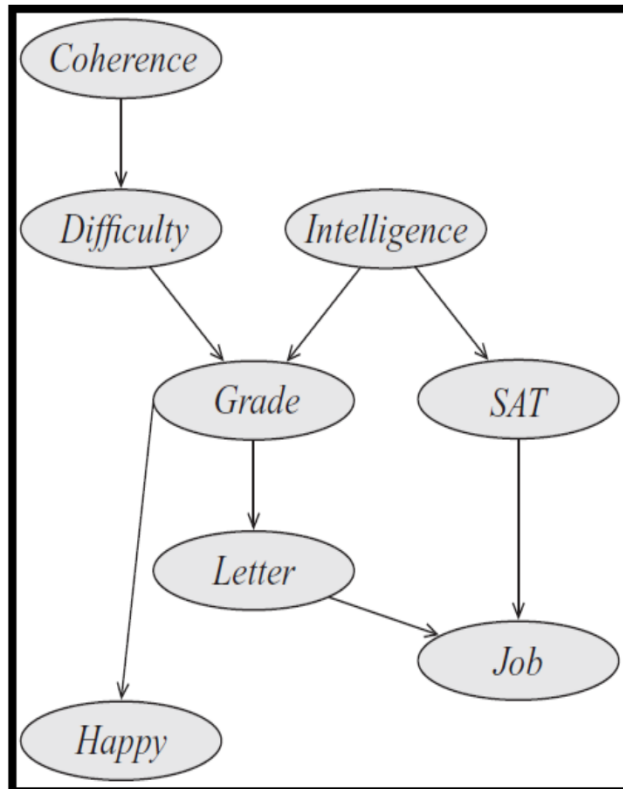 Coherence
Difficulty
Intelligence
Grade
SAT
Letter
Job
Happy